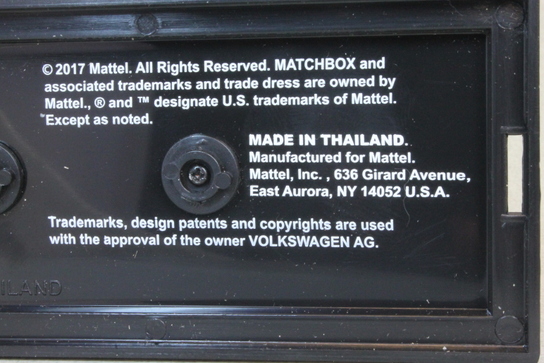 © 2017 Mattel. All Rights Reserved. MATCHBOX and
associated trademarks and trade dress are owned by
Mattel., ® and ™ designate U.S. trademarks of Mattel.
Except as noted.
MADE IN THAILAND.
Manufactured for Mattel.
Mattel, Inc. , 636 Girard Avenue,
East Aurora, NY 14052 U.S.A.
Trademarks, design patents and copyrights are used
with the approval of the owner VOLKSWAGEN AG.
ILAND